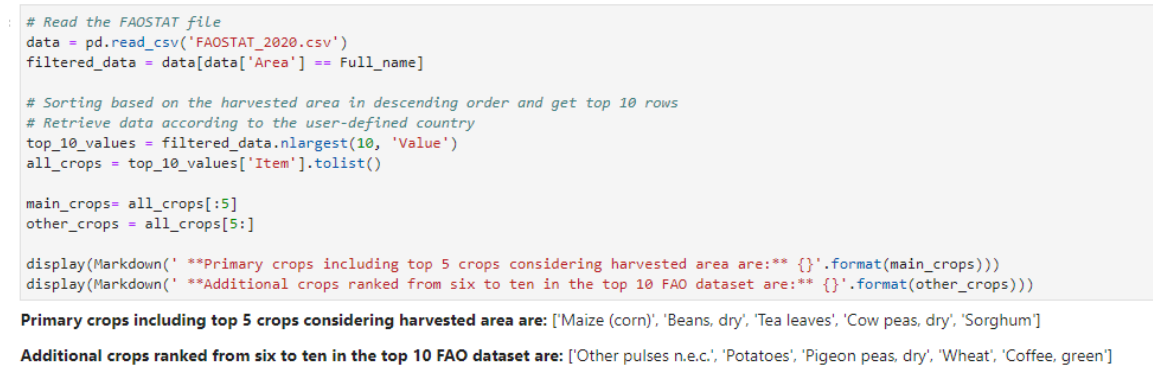 # Read the FAOSTAT file
data = pd.read_csv('FAOSTAT_2020.csv')
filtered_data = data[data['Area'] == Full_name]
# Sorting based on the harvested area in descending order and get top 10 rows
# Retrieve data according to the user-defined country
top_10_values = filtered_data.nlargest(10, 'Value')
all_crops = top_10_values['Item'].tolist()
main_crops= all_crops[:5]
other_crops = all_crops[5:]
display(Markdown(' **Primary crops including top 5 crops considering harvested area are:** {}'.format(main_crops)))
display(Markdown(' **Additional crops ranked from six to ten in the top 10 FAO dataset are:** {}'.format(other_crops)))
Primary crops including top 5 crops considering harvested area are: ['Maize (corn)', 'Beans, dry', 'Tea leaves', 'Cow peas, dry', 'Sorghum']
Additional crops ranked from six to ten in the top 10 FAO dataset are: ['Other pulses n.e.c.', 'Potatoes', 'Pigeon peas, dry', 'Wheat', 'Coffee, green']